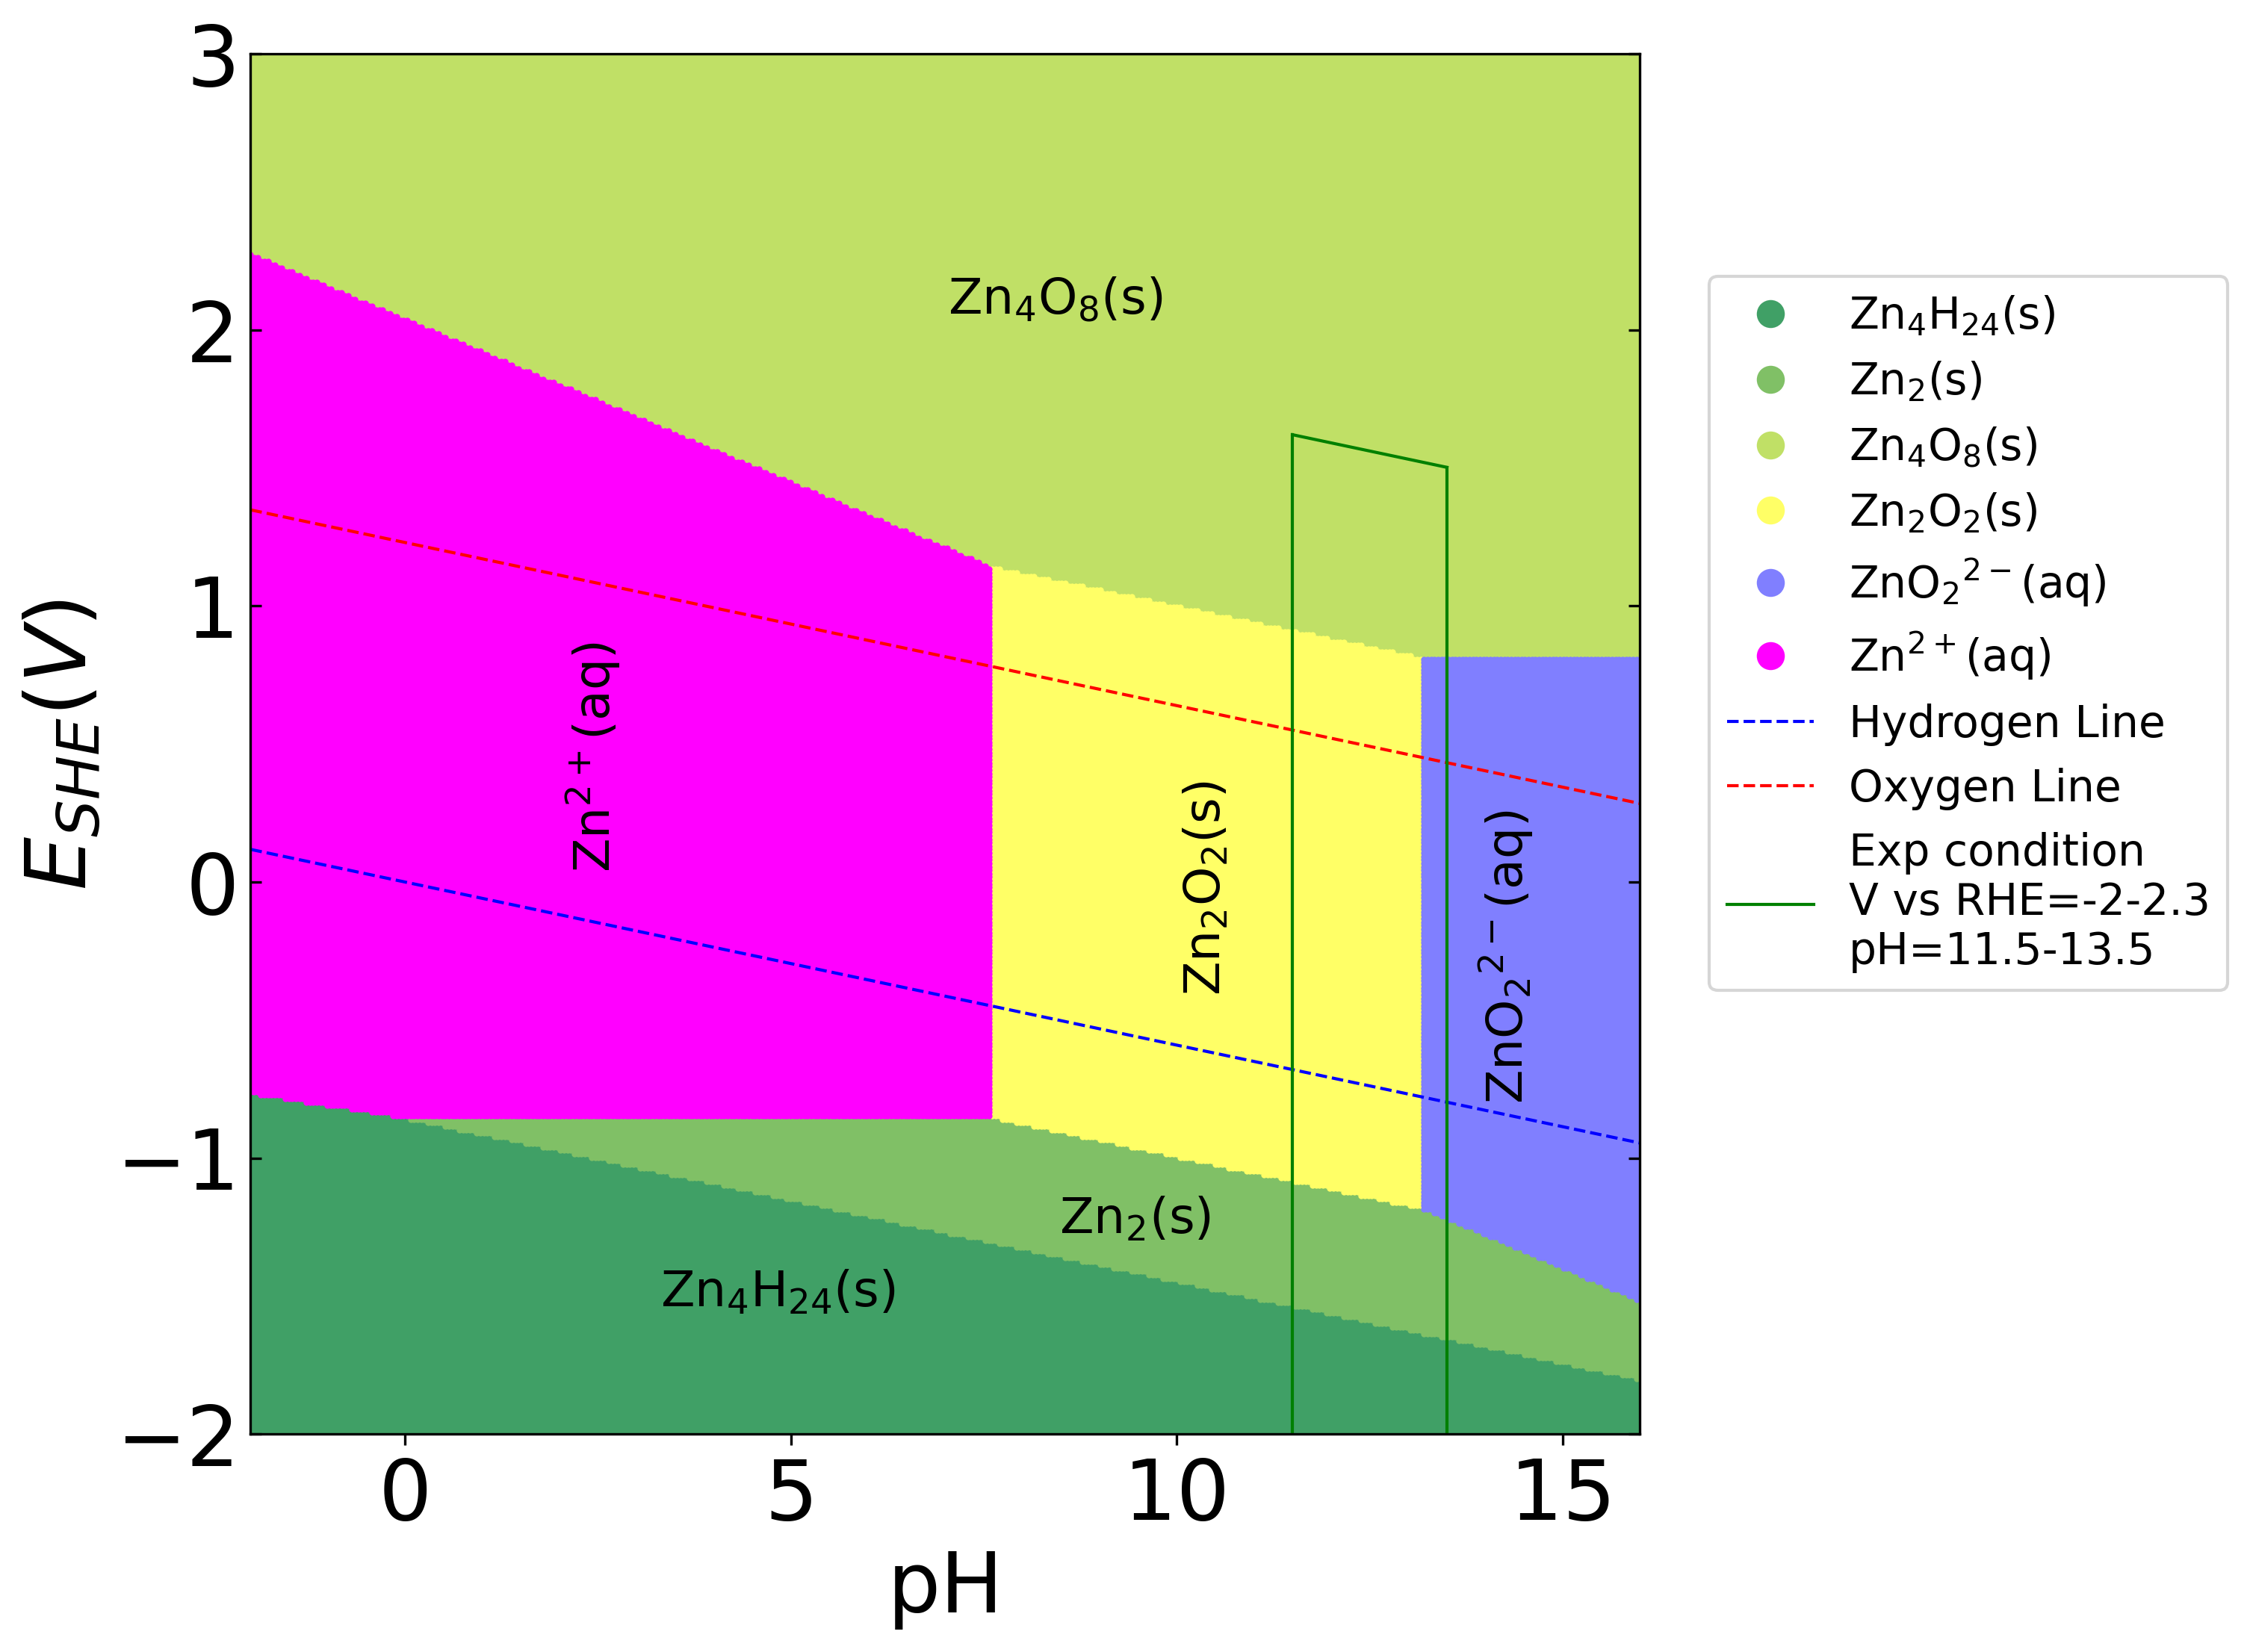 3
2
1
0
−1
−2
E_SHE(V)
0
5
10
15
pH
Zn₄O₈(s)
Zn²⁺(aq)
Zn₂O₂(s)
ZnO₂²⁻(aq)
Zn₂(s)
Zn₄H₂₄(s)
Zn₄H₂₄(s)
Zn₂(s)
Zn₄O₈(s)
Zn₂O₂(s)
ZnO₂²⁻(aq)
Zn²⁺(aq)
Hydrogen Line
Oxygen Line
Exp condition
V vs RHE=-2-2.3
pH=11.5-13.5